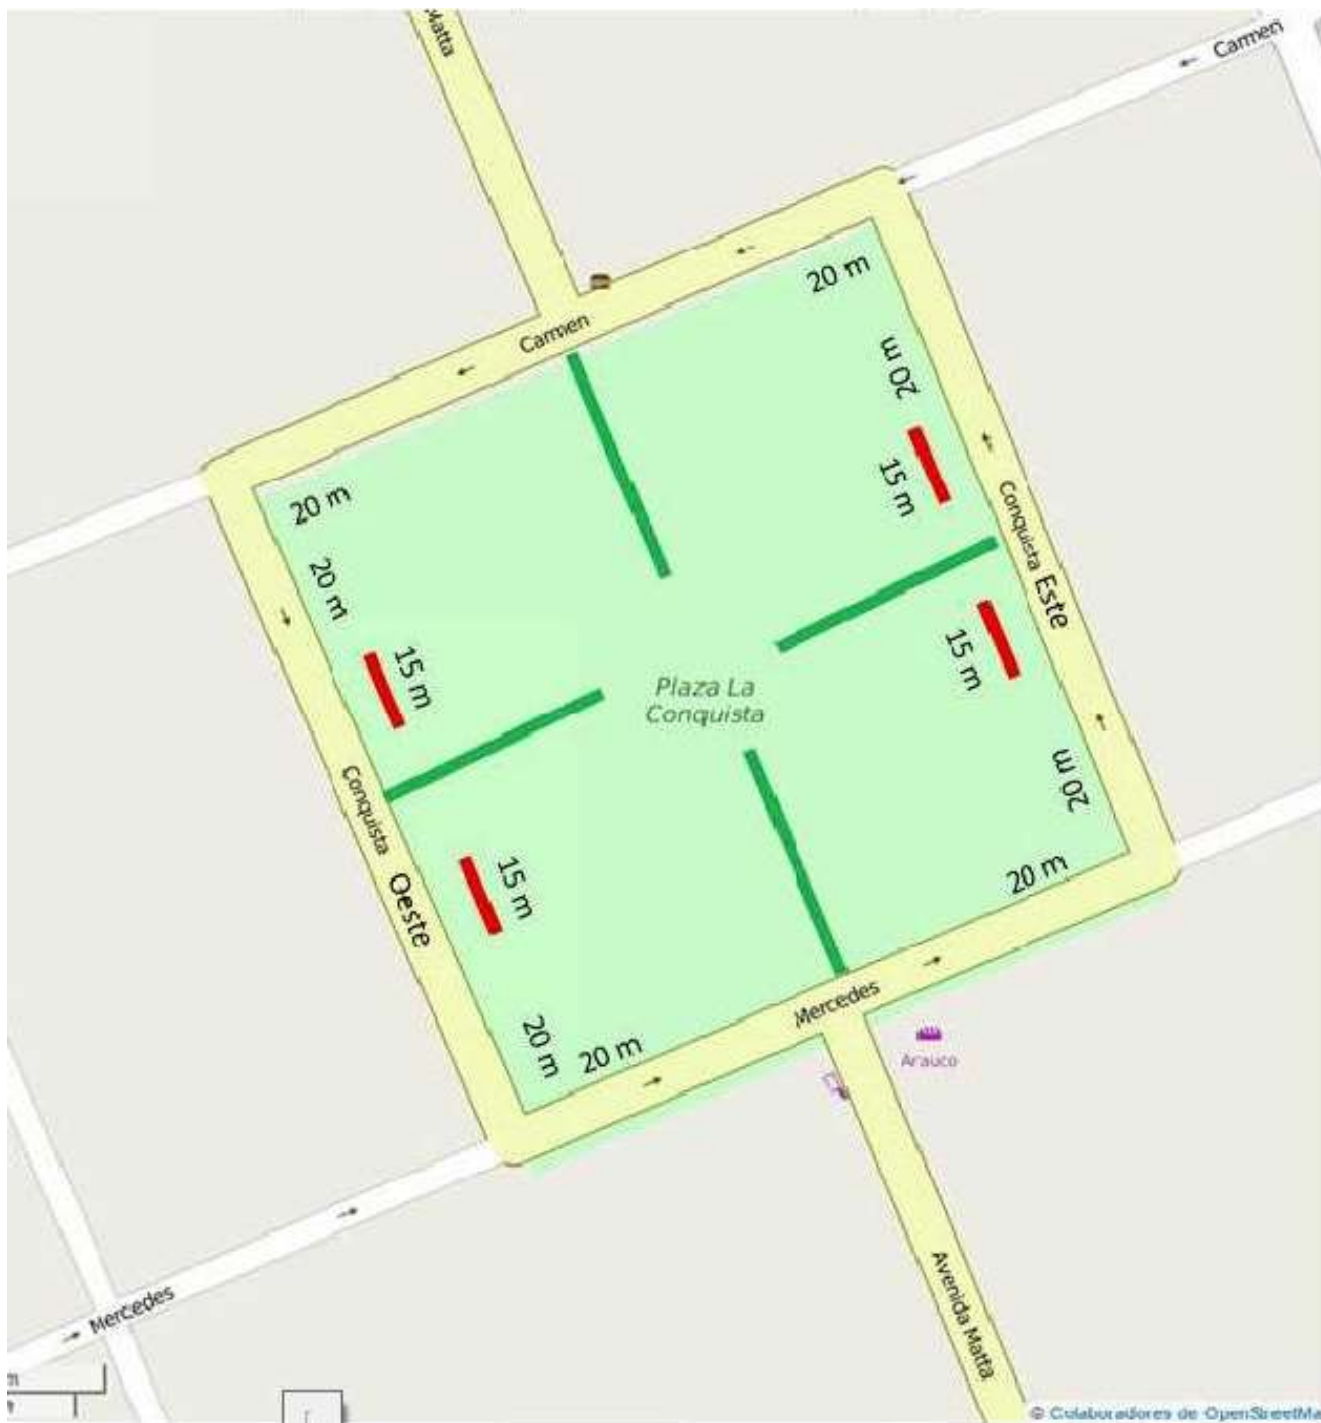 Matta
Carmen
20 m
Carmen
20 m
20 m
15 m
20 m
Conquista Este
15 m
15 m
Plaza La
Conquista
20 m
Conquista Oeste
15 m
20 m
20 m
20 m
Mercedes
Arauco
Avenida Matta
Mercedes
m
© Colaboradores de OpenStreetMa